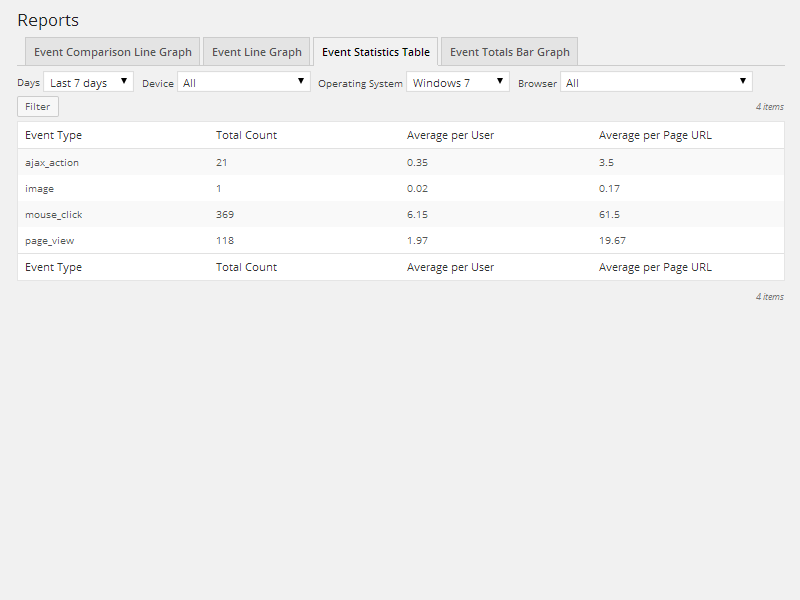 Reports
Event Comparison Line Graph Event Line Graph Event Statistics Table Event Totals Bar Graph
Days Last 7 days Device All Operating System Windows 7 Browser All
Filter 4 items
Event Type Total Count Average per User Average per Page URL
ajax_action 21 0.35 3.5
image 1 0.02 0.17
mouse_click 369 6.15 61.5
page_view 118 1.97 19.67
Event Type Total Count Average per User Average per Page URL
4 items